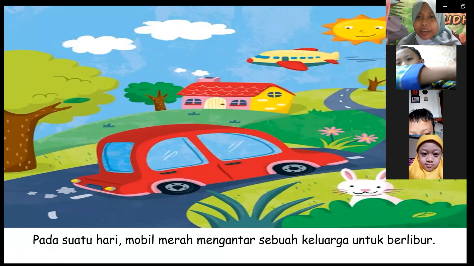 Pada suatu hari, mobil merah mengantar sebuah keluarga untuk berlibur.